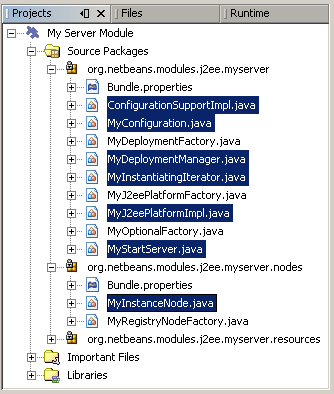 Projects Files Runtime
My Server Module
Source Packages
org.netbeans.modules.j2ee.myserver
Bundle.properties
ConfigurationSupportImpl.java
MyConfiguration.java
MyDeploymentFactory.java
MyDeploymentManager.java
MyInstantiatingIterator.java
MyJ2eePlatformFactory.java
MyJ2eePlatformImpl.java
MyOptionalFactory.java
MyStartServer.java
org.netbeans.modules.j2ee.myserver.nodes
Bundle.properties
MyInstanceNode.java
MyRegistryNodeFactory.java
org.netbeans.modules.j2ee.myserver.resources
Important Files
Libraries